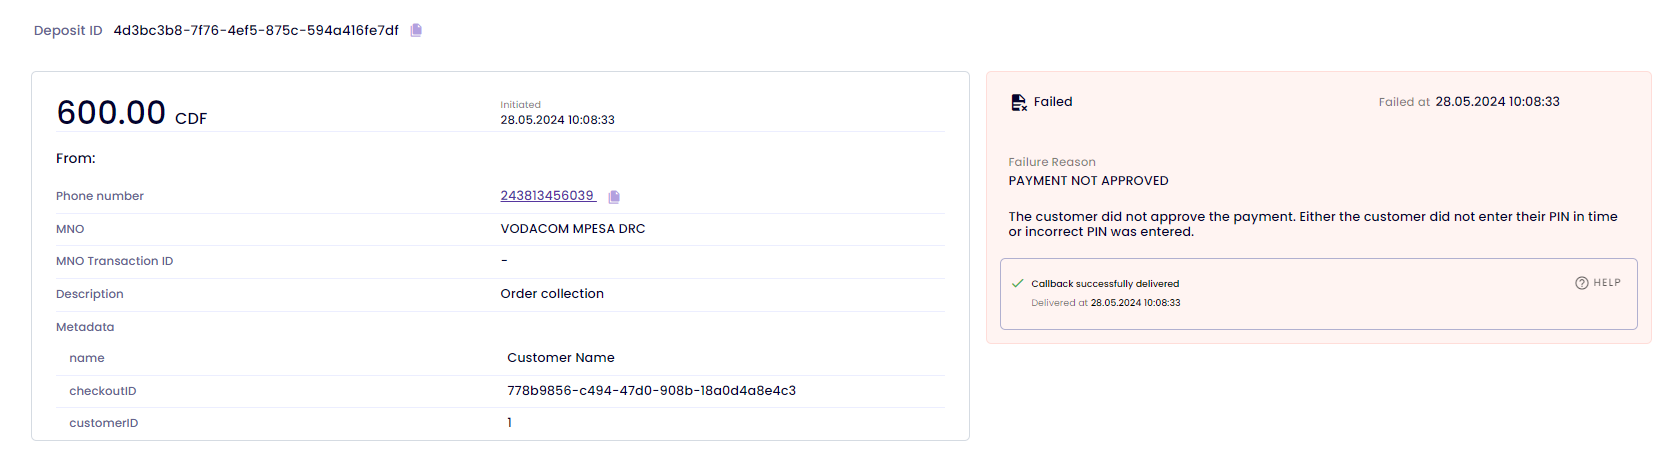 Deposit ID 4d3bc3b8-7f76-4ef5-875c-594a416fe7df
600.00 CDF
Initiated
28.05.2024 10:08:33
From:
Phone number 243813456039
MNO VODACOM MPESA DRC
MNO Transaction ID -
Description Order collection
Metadata
name Customer Name
checkoutID 778b9856-c494-47d0-908b-18a0d4a8e4c3
customerID 1
Failed Failed at 28.05.2024 10:08:33
Failure Reason
PAYMENT NOT APPROVED
The customer did not approve the payment. Either the customer did not enter their PIN in time
or incorrect PIN was entered.
Callback successfully delivered HELP
Delivered at 28.05.2024 10:08:33